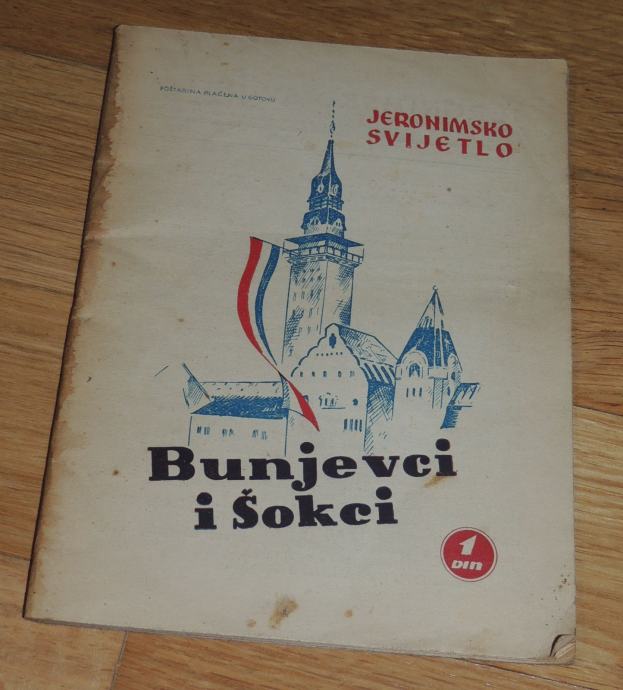 POŠTARINA PLAĆENA U GOTOVU
JERONIMSKO
SVIJETLO
Bunjevci
i Šokci
1
DIN